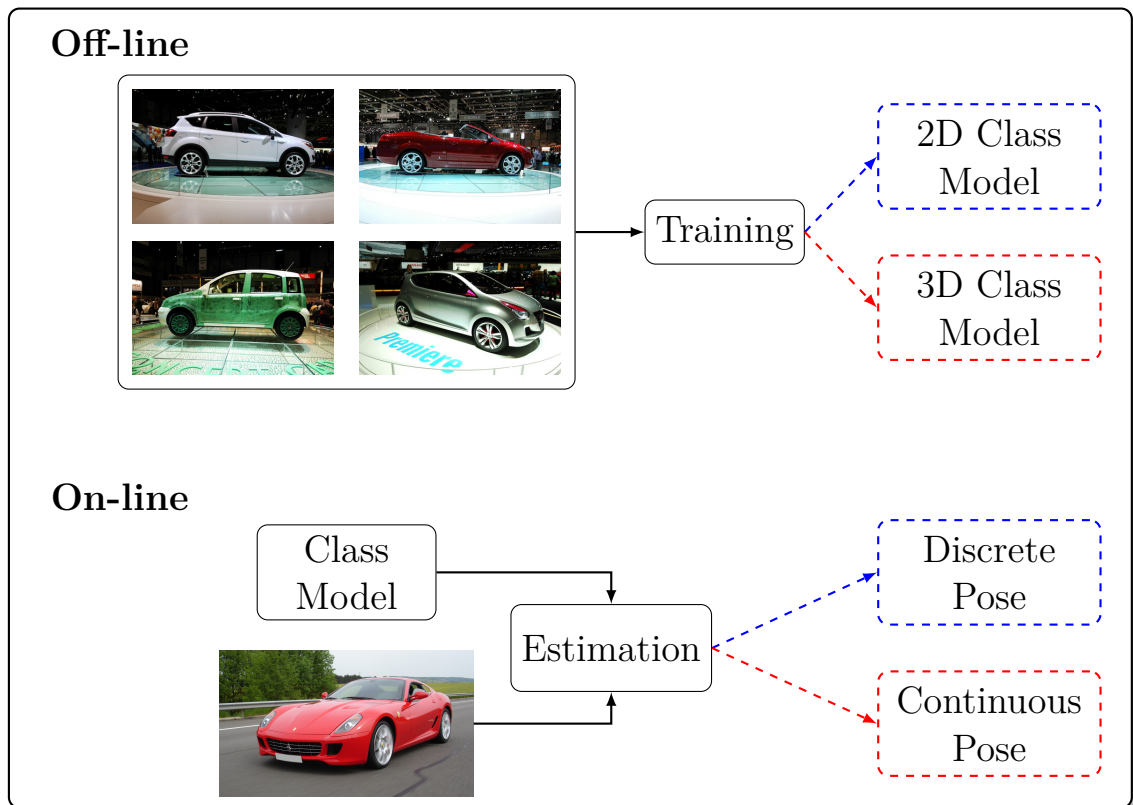 Off-line
Premiere
Training
2D Class
Model
3D Class
Model
On-line
Class
Model
Estimation
Discrete
Pose
Continuous
Pose